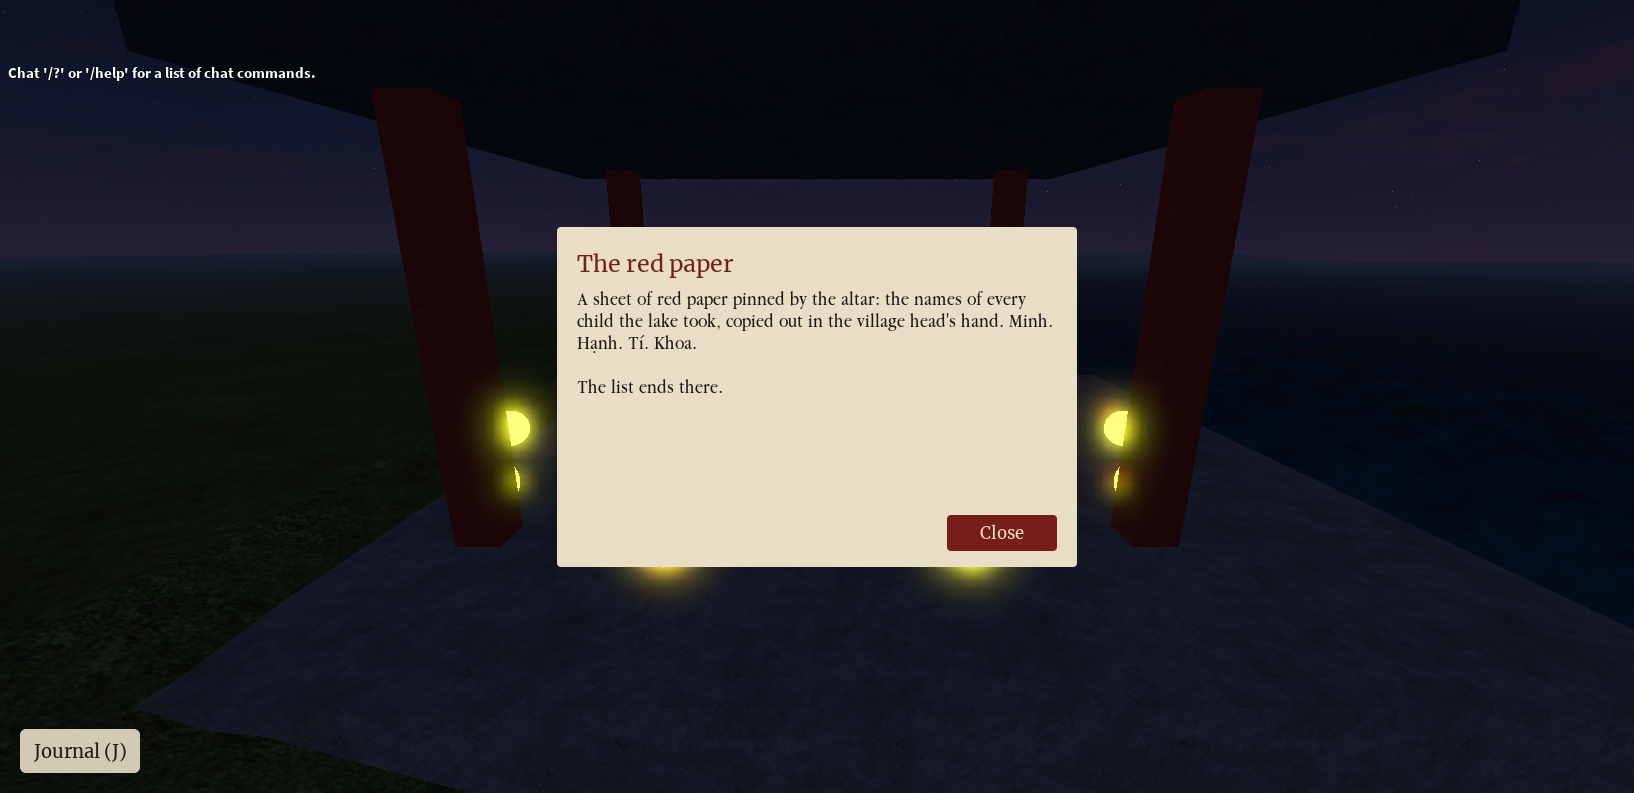 Chat '/?' or '/help' for a list of chat commands.
The red paper
A sheet of red paper pinned by the altar: the names of every
child the lake took, copied out in the village head's hand. Minh.
Hạnh. Tí. Khoa.
The list ends there.
Close
Journal (J)